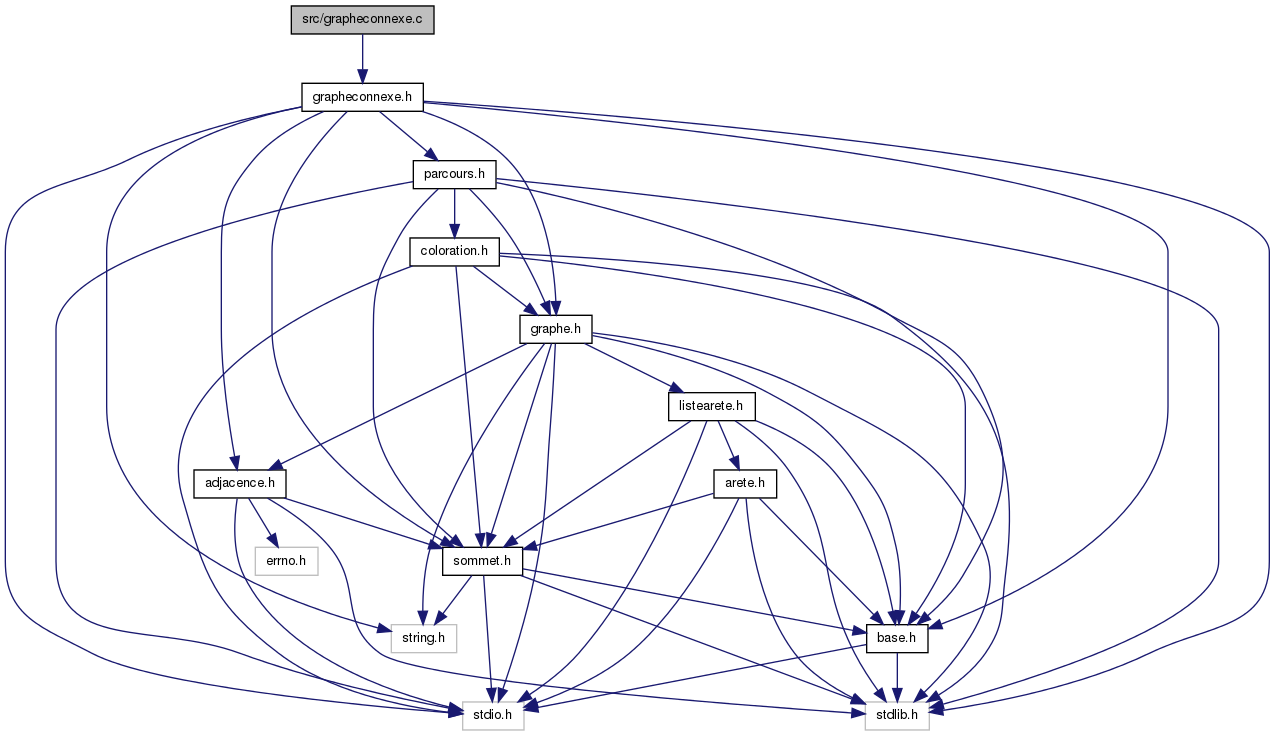 src/grapheconnexe.c
grapheconnexe.h
parcours.h
coloration.h
graphe.h
listearete.h
adjacence.h
arete.h
errno.h
sommet.h
string.h
base.h
stdio.h
stdlib.h